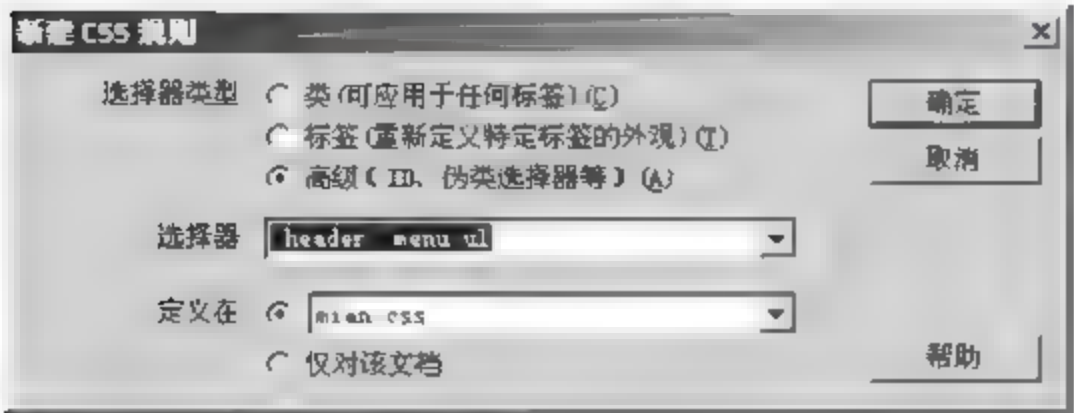 新建 CSS 规则
选择器类型 类(可应用于任何标签)(C) 确定
标签(重新定义特定标签的外观)(T)
取消
高级(ID、伪类选择器等)(A)
选择器 header menu ul
定义在 mian css
仅对该文档 帮助